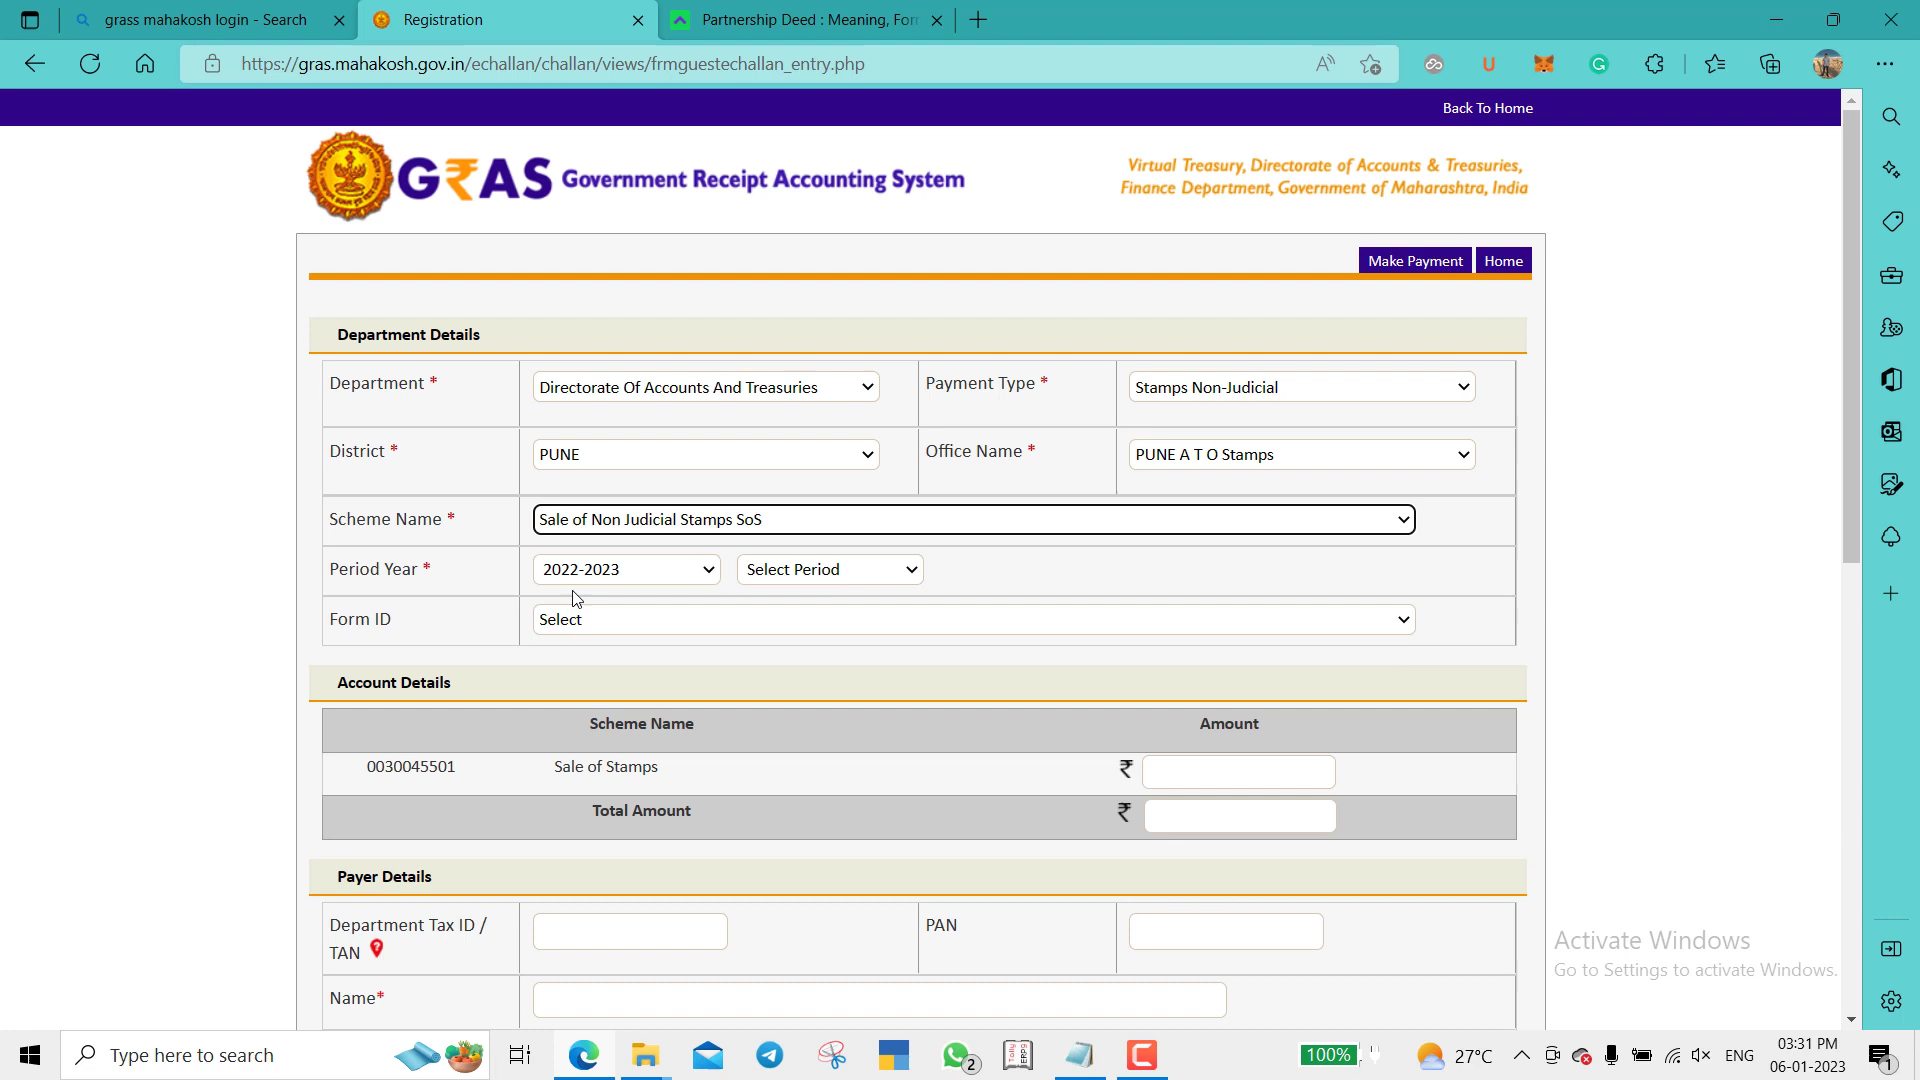 grass mahakosh login - Search
Registration
Partnership Deed : Meaning, For
https://gras.mahakosh.gov.in/echallan/challan/views/frmguestechallan_entry.php
Back To Home
GRAS Government Receipt Accounting System
Virtual Treasury, Directorate of Accounts & Treasuries,
Finance Department, Government of Maharashtra, India
Make Payment Home
Department Details
Department * Directorate Of Accounts And Treasuries Payment Type * Stamps Non-Judicial
District * PUNE Office Name * PUNE A T O Stamps
Scheme Name * Sale of Non Judicial Stamps SoS
Period Year * 2022-2023 Select Period
Form ID Select
Account Details
Scheme Name Amount
0030045501 Sale of Stamps ₹
Total Amount ₹
Payer Details
Department Tax ID / PAN
TAN ?
Name*
Activate Windows
Go to Settings to activate Windows.
Type here to search
2
100%
27°C
ENG
03:31 PM
06-01-2023
1